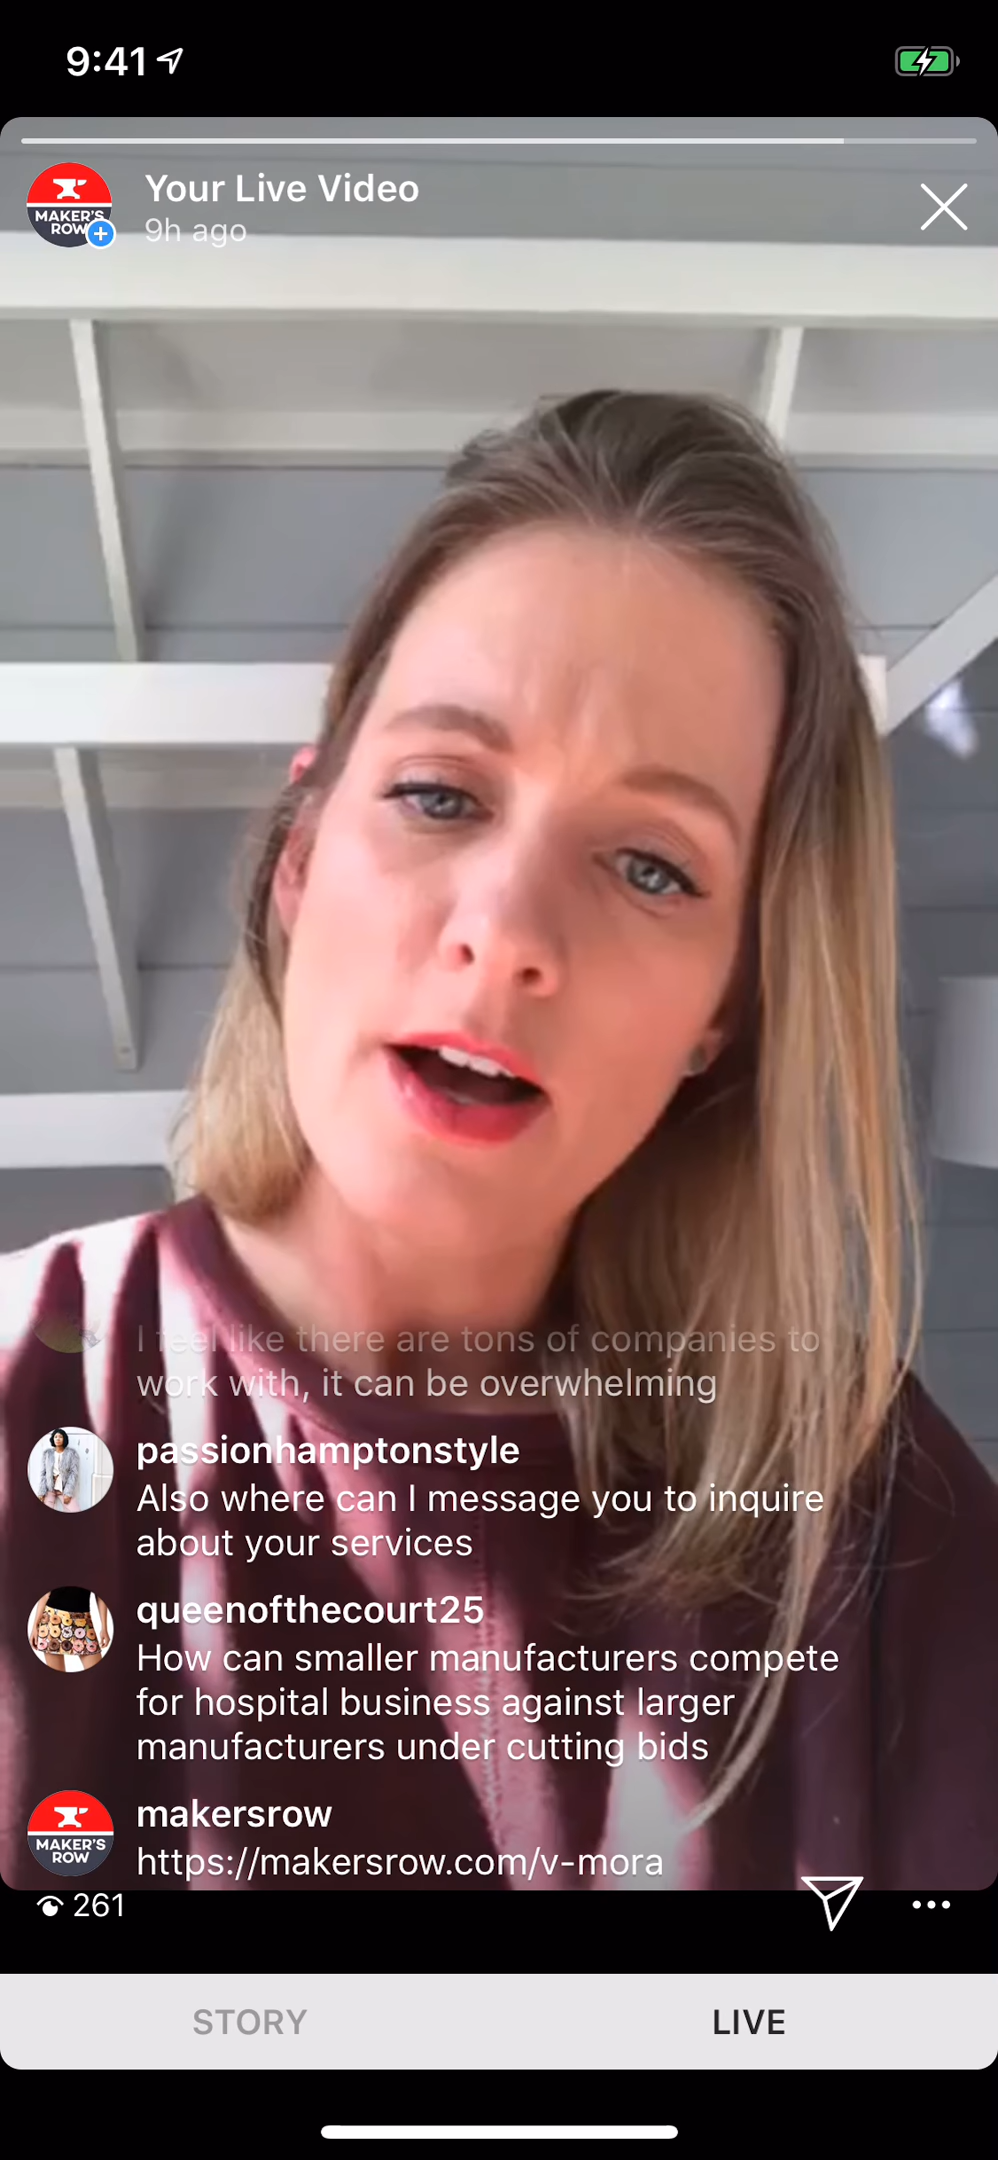 9:41
Your Live Video
9h ago
MAKER'S
ROW
I feel like there are tons of companies to
work with, it can be overwhelming
passionhamptonstyle
Also where can I message you to inquire
about your services
queenofthecourt25
How can smaller manufacturers compete
for hospital business against larger
manufacturers under cutting bids
makersrow
MAKER'S
ROW
https://makersrow.com/v-mora
261
STORY
LIVE